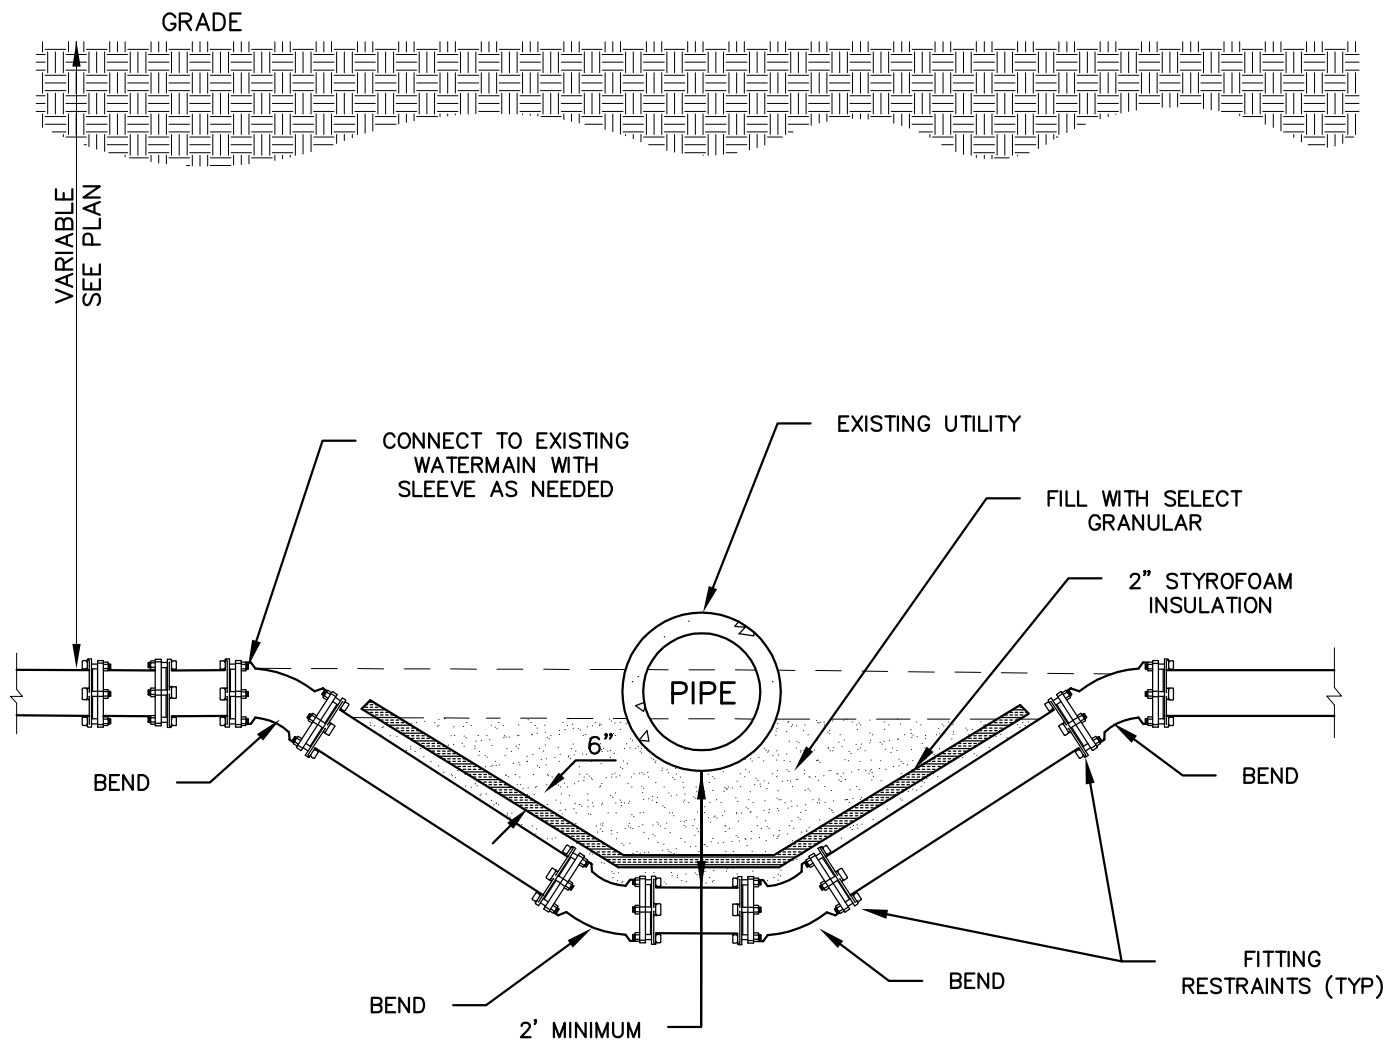 GRADE
VARIABLE
SEE PLAN
CONNECT TO EXISTING
WATERMAIN WITH
SLEEVE AS NEEDED
EXISTING UTILITY
FILL WITH SELECT
GRANULAR
2" STYROFOAM
INSULATION
PIPE
6"
BEND
BEND
BEND
BEND
FITTING
RESTRAINTS (TYP)
2' MINIMUM